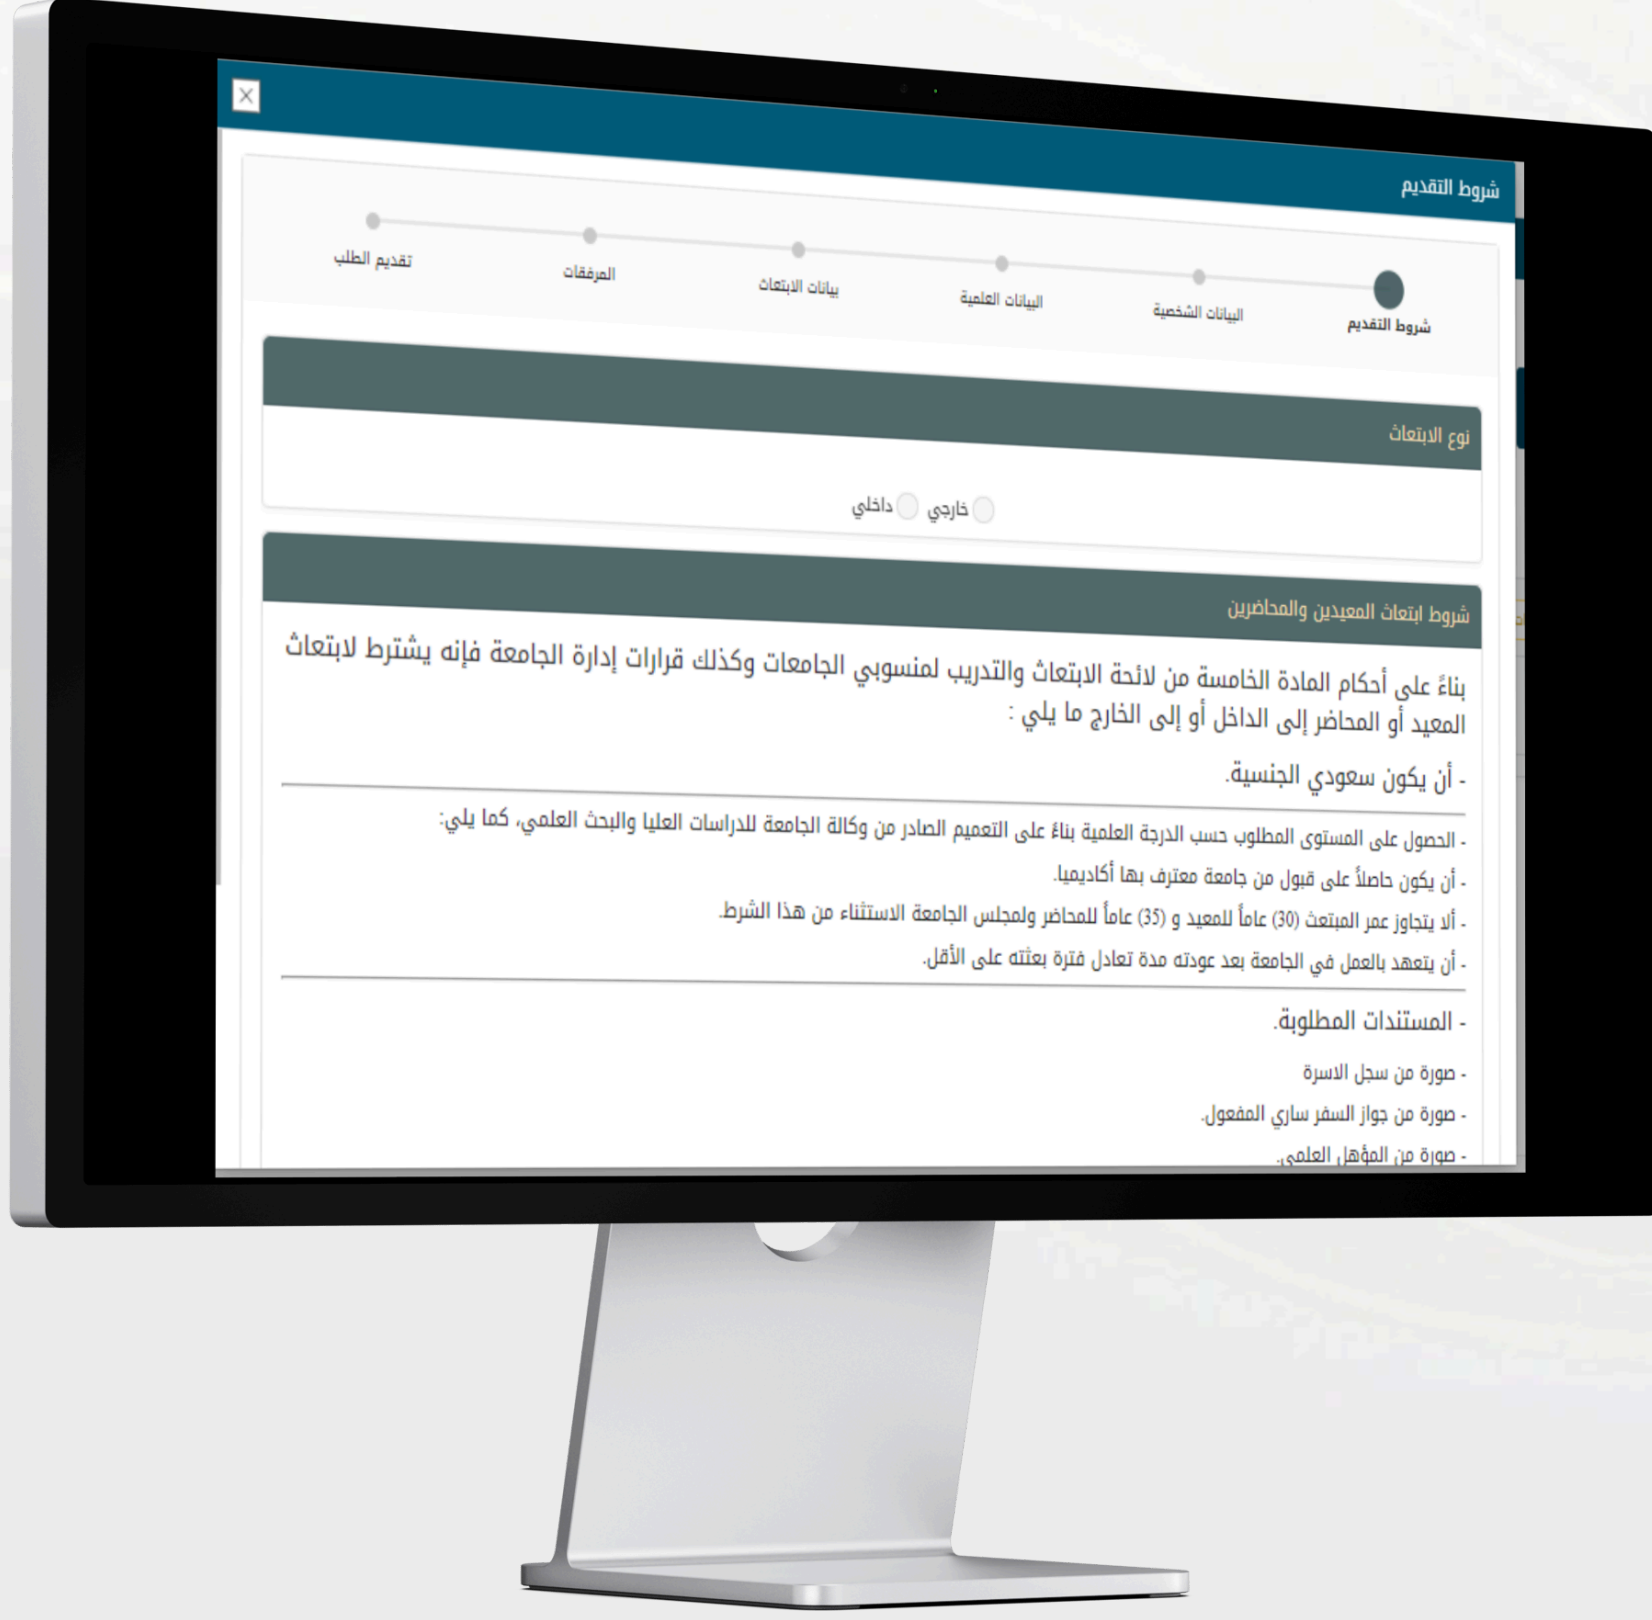 شروط التقديم
شروط التقديم
البيانات الشخصية
البيانات العلمية
بيانات الابتعاث
المرفقات
تقديم الطلب
نوع الابتعاث
خارجي داخلي
شروط ابتعاث المعيدين والمحاضرين
بناءً على أحكام المادة الخامسة من لائحة الابتعاث والتدريب لمنسوبي الجامعات وكذلك قرارات إدارة الجامعة فإنه يشترط لابتعاث
المعيد أو المحاضر إلى الداخل أو إلى الخارج ما يلي :
- أن يكون سعودي الجنسية.
- الحصول على المستوى المطلوب حسب الدرجة العلمية بناءً على التعميم الصادر من وكالة الجامعة للدراسات العليا والبحث العلمي، كما يلي:
- أن يكون حاصلاً على قبول من جامعة معترف بها أكاديميا.
- ألا يتجاوز عمر المبتعث (30) عاماً للمعيد و (35) عاماً للمحاضر ولمجلس الجامعة الاستثناء من هذا الشرط.
- أن يتعهد بالعمل في الجامعة بعد عودته مدة تعادل فترة بعثته على الأقل.
- المستندات المطلوبة.
- صورة من سجل الاسرة
- صورة من جواز السفر ساري المفعول.
- صورة من المؤهل العلمي.